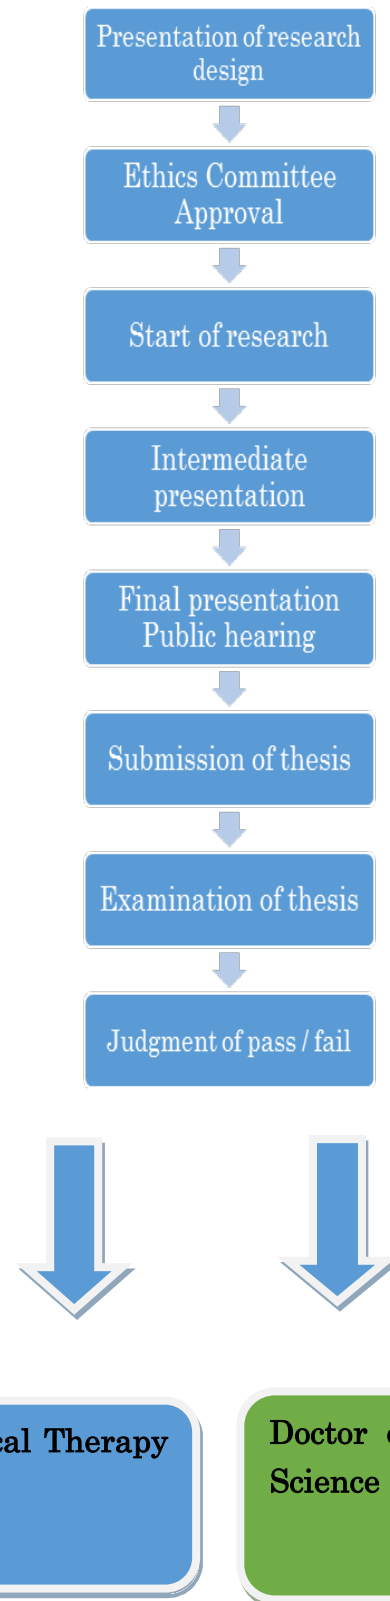 Presentation of research
design
Ethics Committee
Approval
Start of research
Intermediate
presentation
Final presentation
Public hearing
Submission of thesis
Examination of thesis
Judgment of pass / fail
Therapy
Doctor
Science